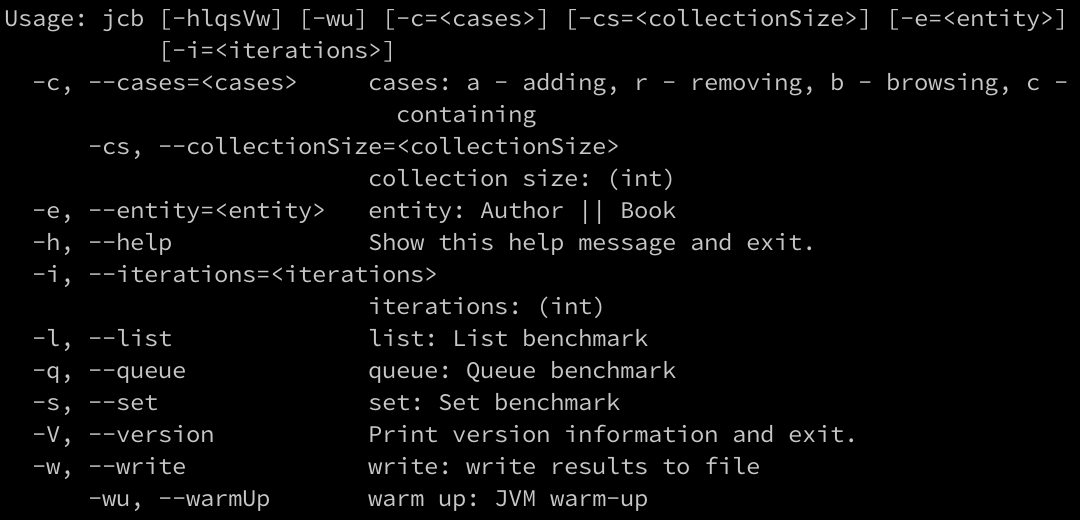 Usage: jcb [-hlqsVw] [-wu] [-c=<cases>] [-cs=<collectionSize>] [-e=<entity>]
           [-i=<iterations>]
  -c, --cases=<cases>     cases: a - adding, r - removing, b - browsing, c -
                            containing
      -cs, --collectionSize=<collectionSize>
                          collection size: (int)
  -e, --entity=<entity>   entity: Author || Book
  -h, --help              Show this help message and exit.
  -i, --iterations=<iterations>
                          iterations: (int)
  -l, --list              list: List benchmark
  -q, --queue             queue: Queue benchmark
  -s, --set               set: Set benchmark
  -V, --version           Print version information and exit.
  -w, --write             write: write results to file
      -wu, --warmUp       warm up: JVM warm-up